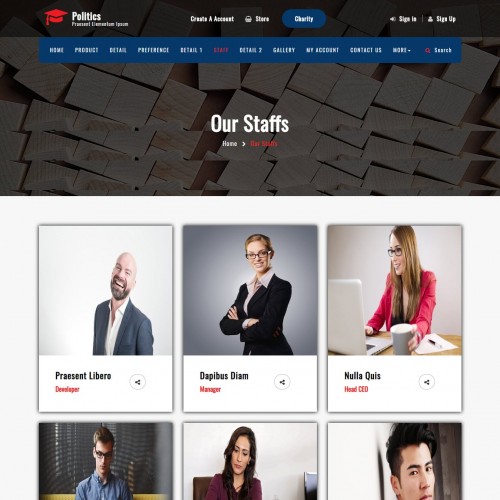 Politics
Praesent Elementum Ipsum
Create A Account
Store
Charity
Sign in
Sign Up
HOME
PRODUCT
DETAIL
PREFERENCE
DETAIL 1
STAFF
DETAIL 2
GALLERY
MY ACCOUNT
CONTACT US
MORE
Search
Our Staffs
Home
Our Staffs
Praesent Libero
Developer
Dapibus Diam
Manager
Nulla Quis
Head CEO